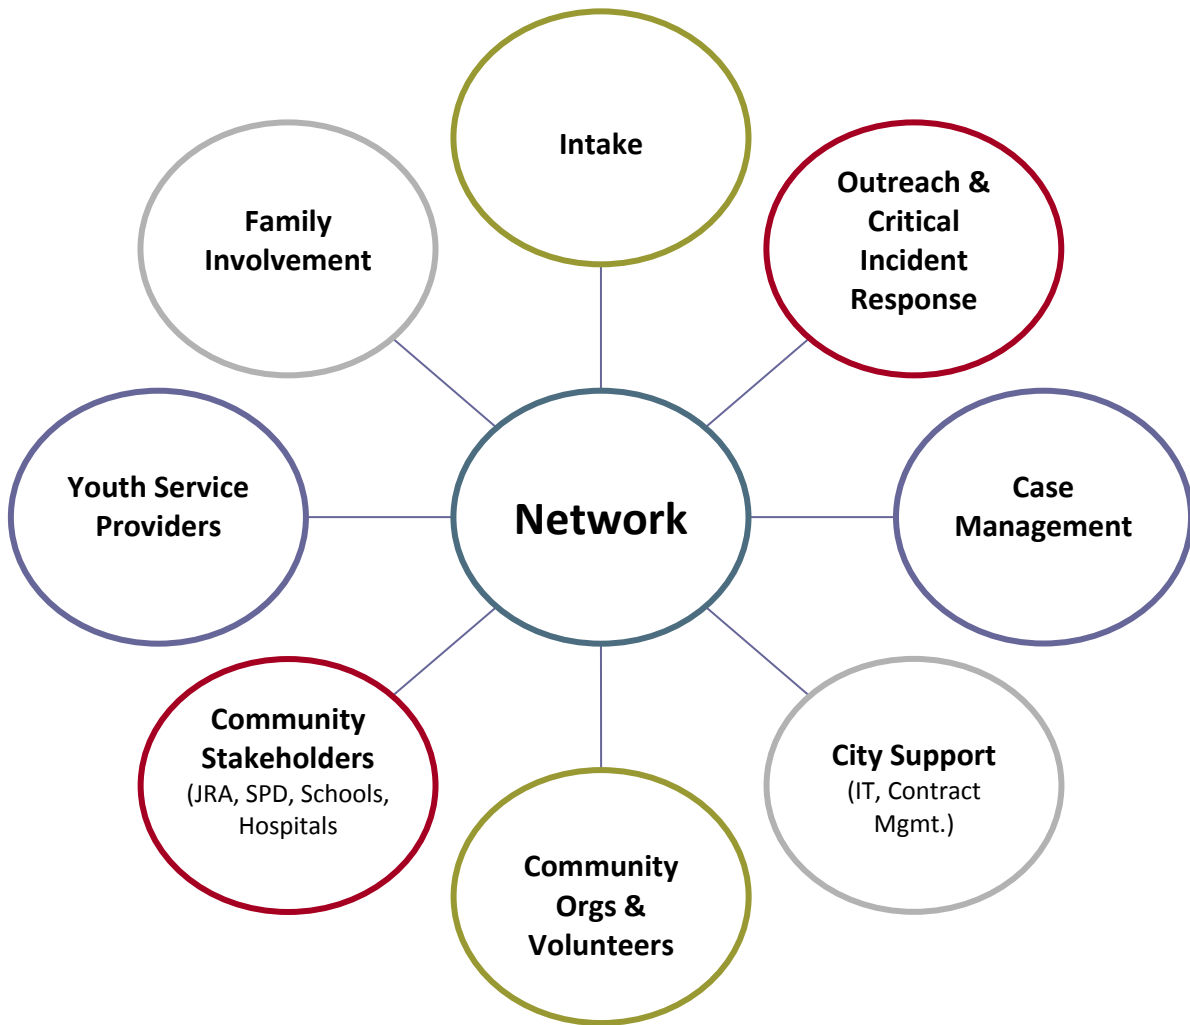 Intake
Outreach &
Critical
Incident
Response
Family
Involvement
Youth Service
Providers
Network
Case
Management
Community
Stakeholders
(JRA, SPD, Schools,
Hospitals
City Support
(IT, Contract
Mgmt.)
Community
Orgs &
Volunteers